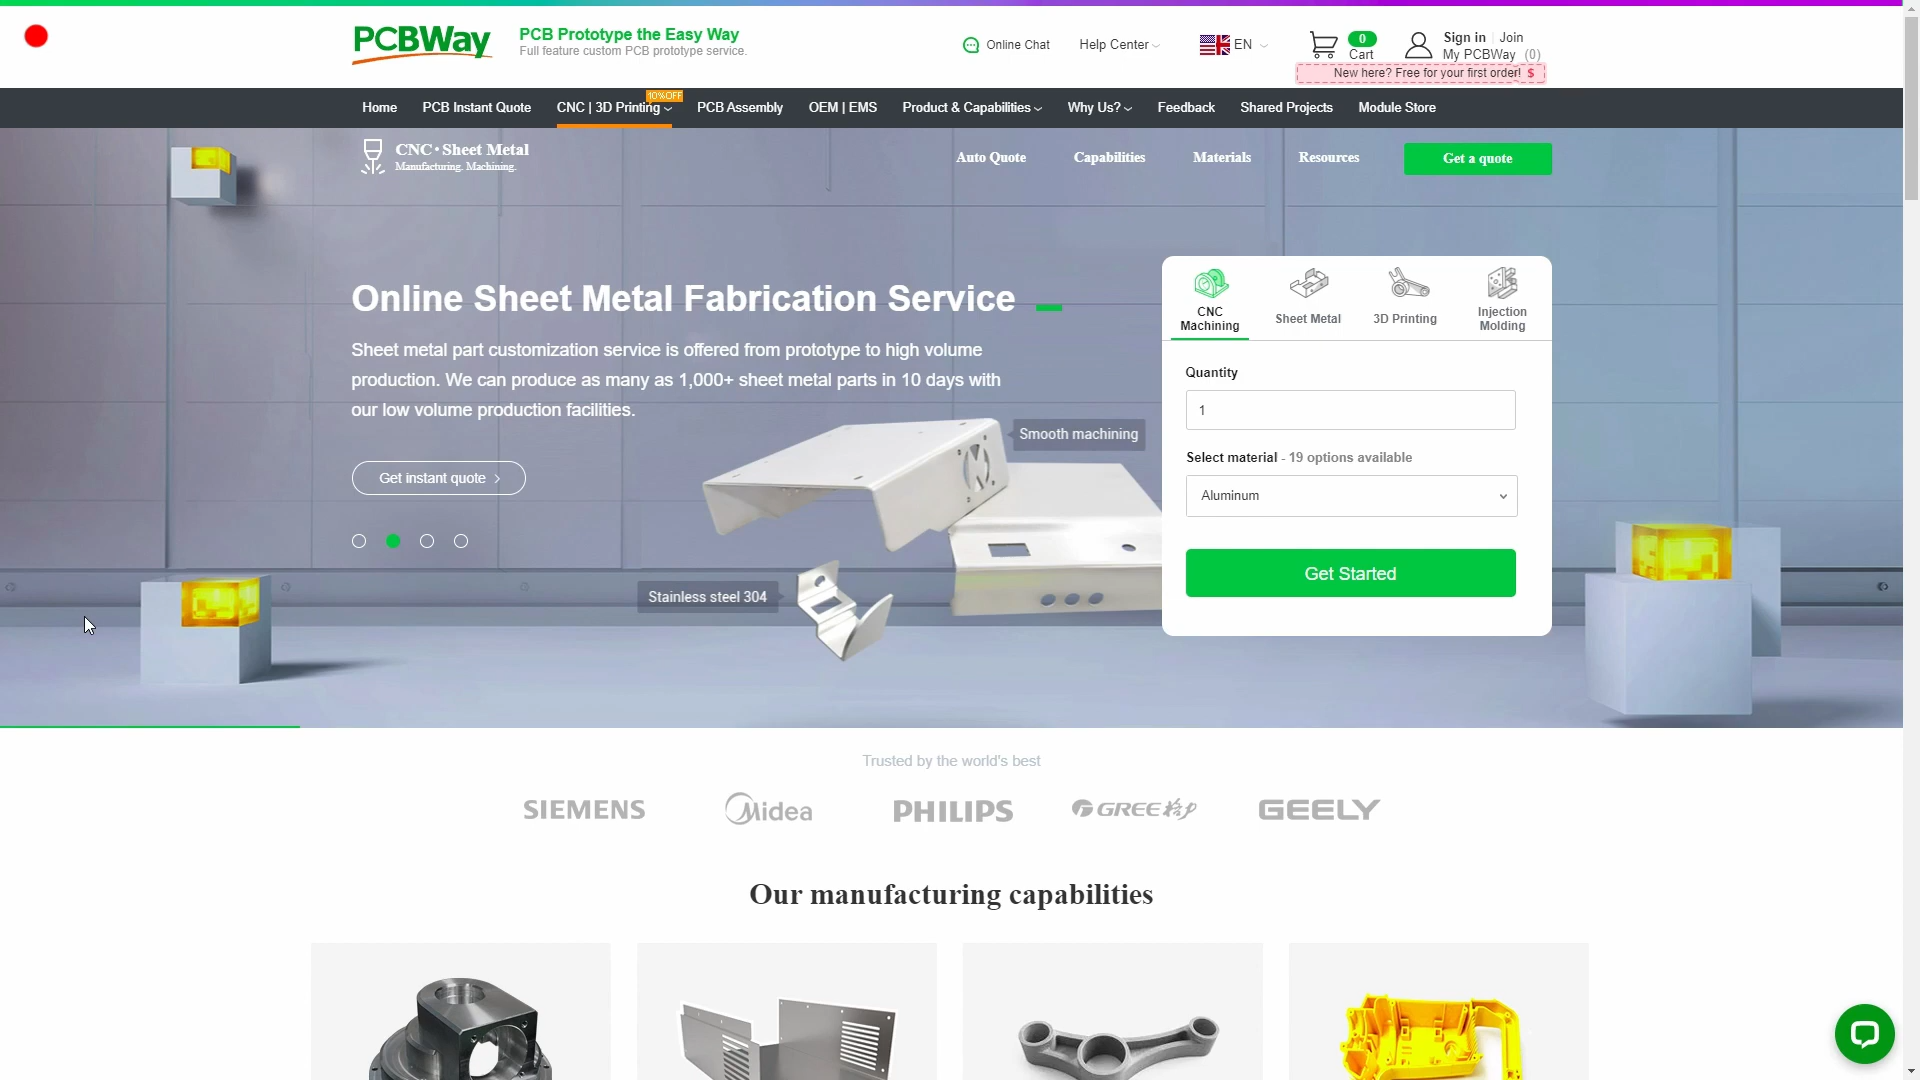 PCBWay
PCB Prototype the Easy Way
Full feature custom PCB prototype service.
Online Chat
Help Center
EN
0
Cart
Sign in
Join
My PCBWay (0)
New here? Free for your first order! $
10%OFF
Home
PCB Instant Quote
CNC | 3D Printing
PCB Assembly
OEM | EMS
Product & Capabilities
Why Us?
Feedback
Shared Projects
Module Store
CNC·Sheet Metal
Manufacturing. Machining.
Auto Quote
Capabilities
Materials
Resources
Get a quote
Online Sheet Metal Fabrication Service
Sheet metal part customization service is offered from prototype to high volume
production. We can produce as many as 1,000+ sheet metal parts in 10 days with
our low volume production facilities.
Get instant quote >
Smooth machining
Stainless steel 304
CNC
Machining
Sheet Metal
3D Printing
Injection
Molding
Quantity
1
Select material - 19 options available
Aluminum
Get Started
Trusted by the world's best
SIEMENS
Midea
PHILIPS
GREE 格力
GEELY
Our manufacturing capabilities